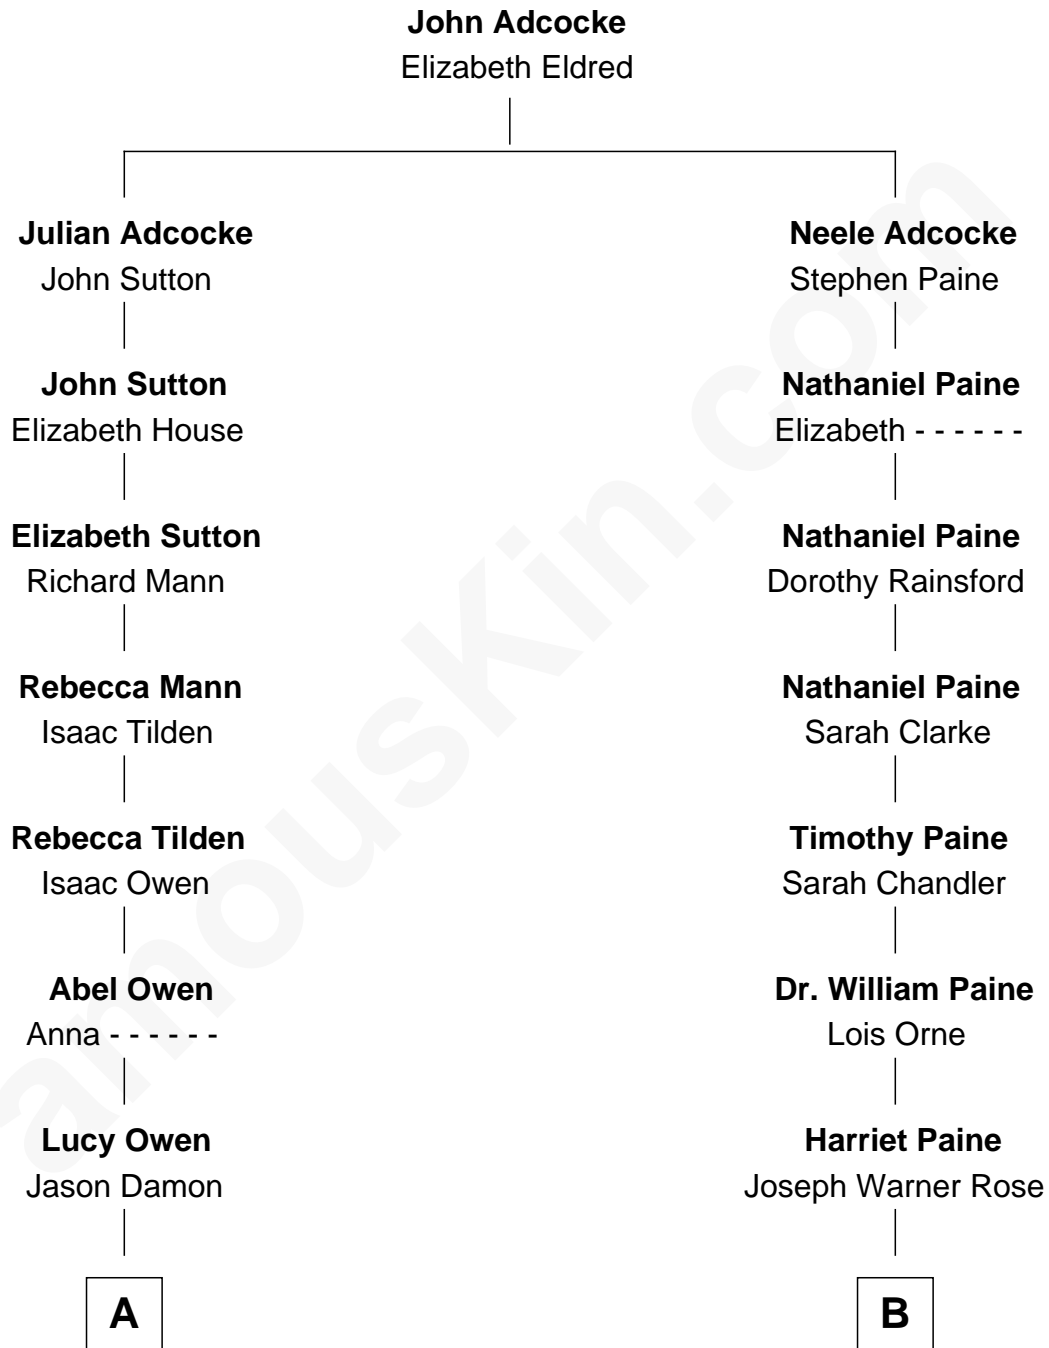 John Adcocke
Elizabeth Eldred
Julian Adcocke
John Sutton
Neele Adcocke
Stephen Paine
John Sutton
Elizabeth House
Nathaniel Paine
Elizabeth - - - - - -
Elizabeth Sutton
Richard Mann
Nathaniel Paine
Dorothy Rainsford
Rebecca Mann
Isaac Tilden
Nathaniel Paine
Sarah Clarke
Rebecca Tilden
Isaac Owen
Timothy Paine
Sarah Chandler
Abel Owen
Anna - - - - - -
Dr. William Paine
Lois Orne
Lucy Owen
Jason Damon
Harriet Paine
Joseph Warner Rose
A
B
amouskin.com